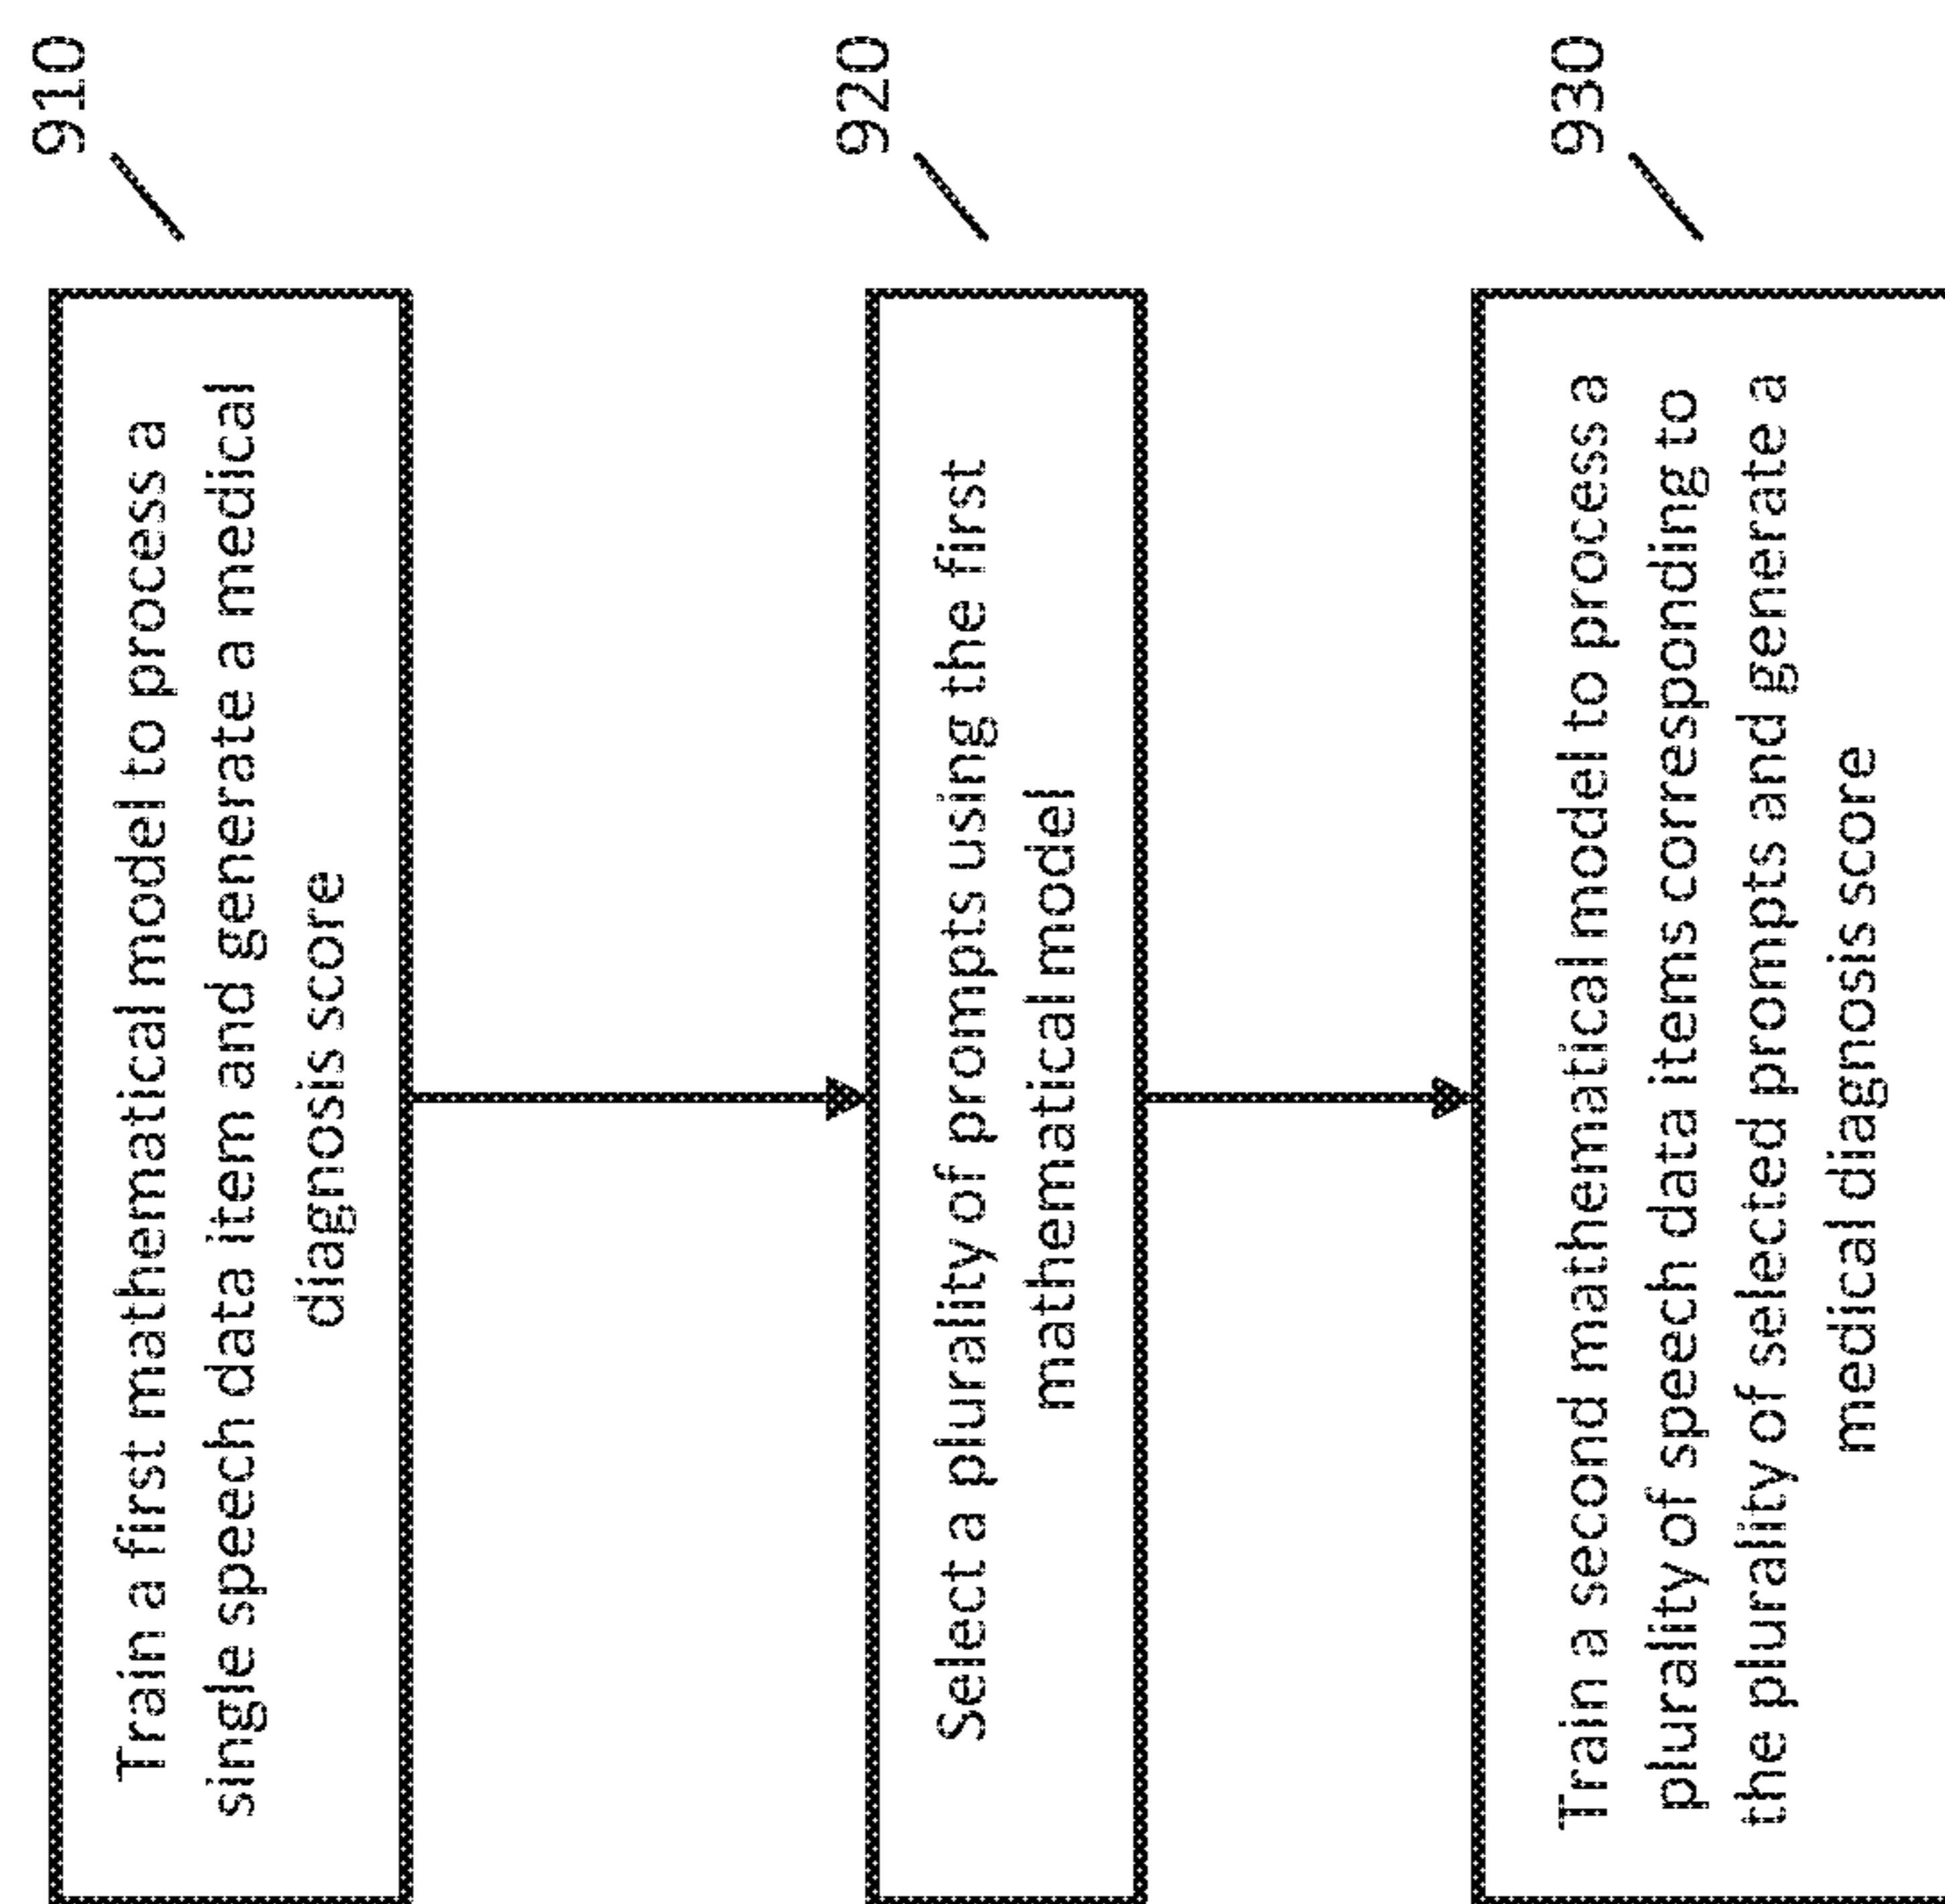 Train a first mathematical model to process a
single speech data item and generate a medical
diagnosis score
910
Select a plurality of prompts using the first
mathematical model
920
Train a second mathematical model to process a
plurality of speech data items corresponding to
the plurality of selected prompts and generate a
medical diagnosis score
930